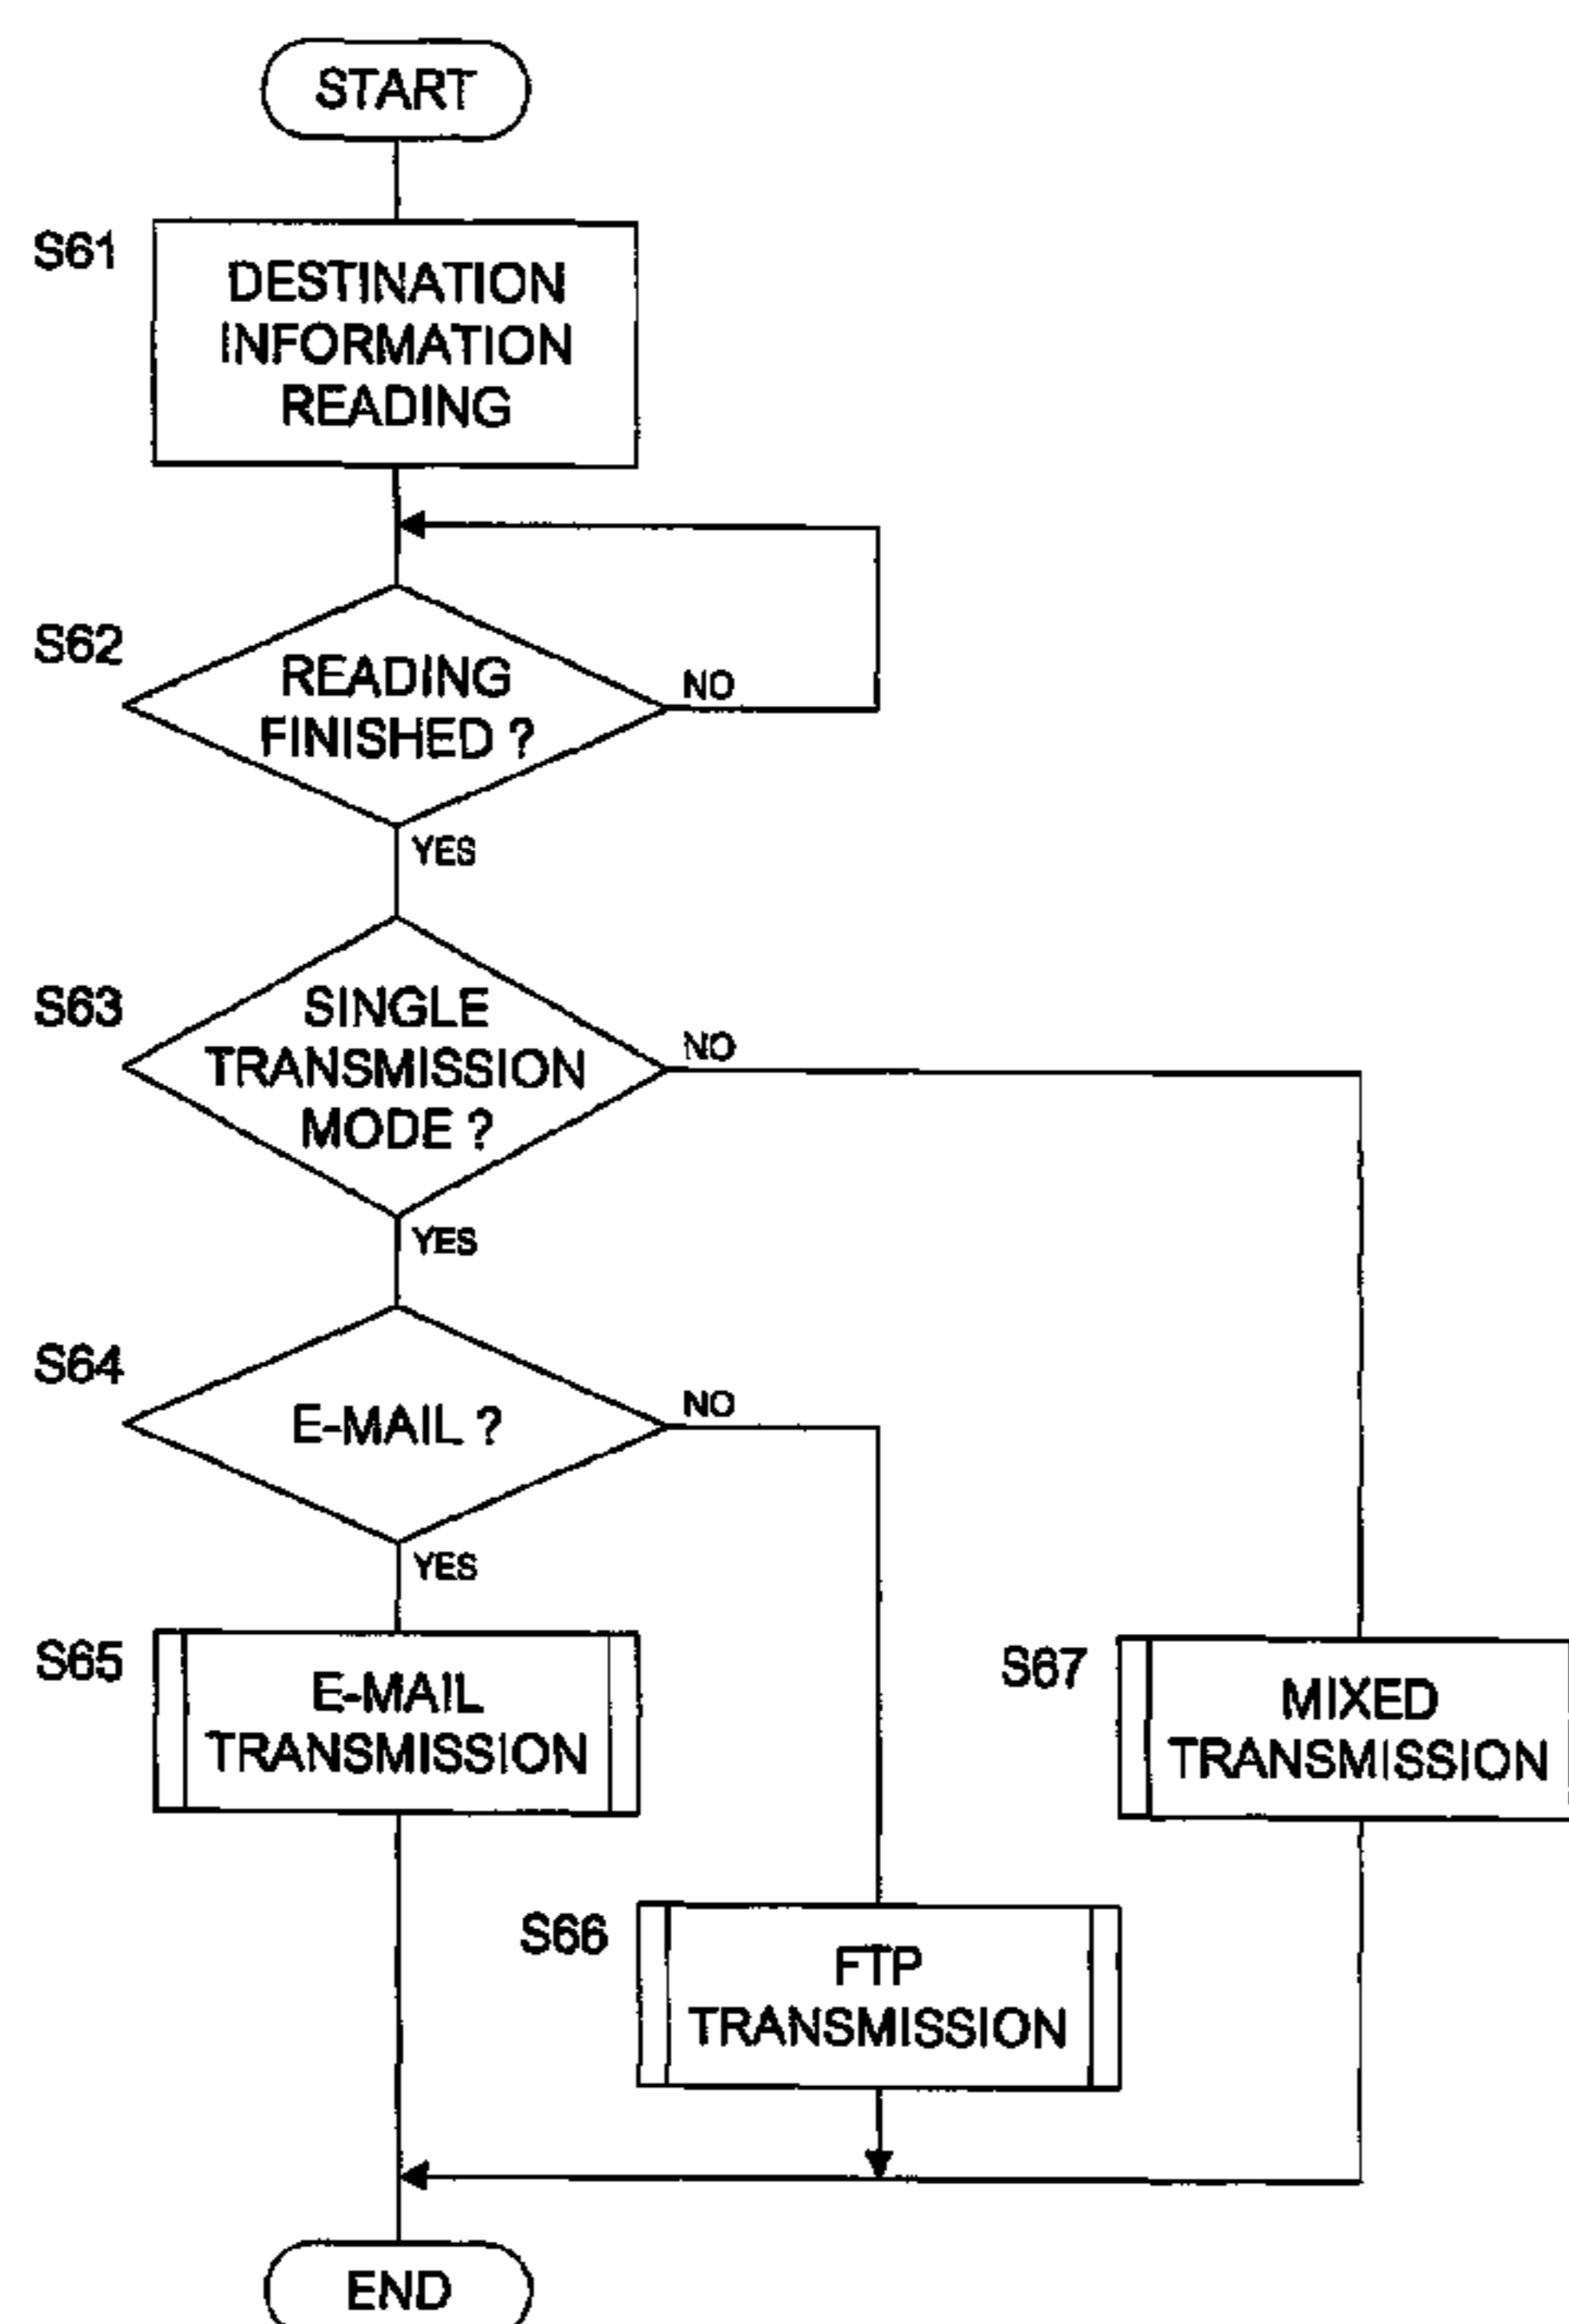 START
S61
DESTINATION
INFORMATION
READING
S62
READING
FINISHED ?
NO
YES
S63
SINGLE
TRANSMISSION
MODE ?
NO
YES
S64
E-MAIL ?
NO
YES
S65
E-MAIL
TRANSMISSION
S67
MIXED
TRANSMISSION
S66
FTP
TRANSMISSION
END